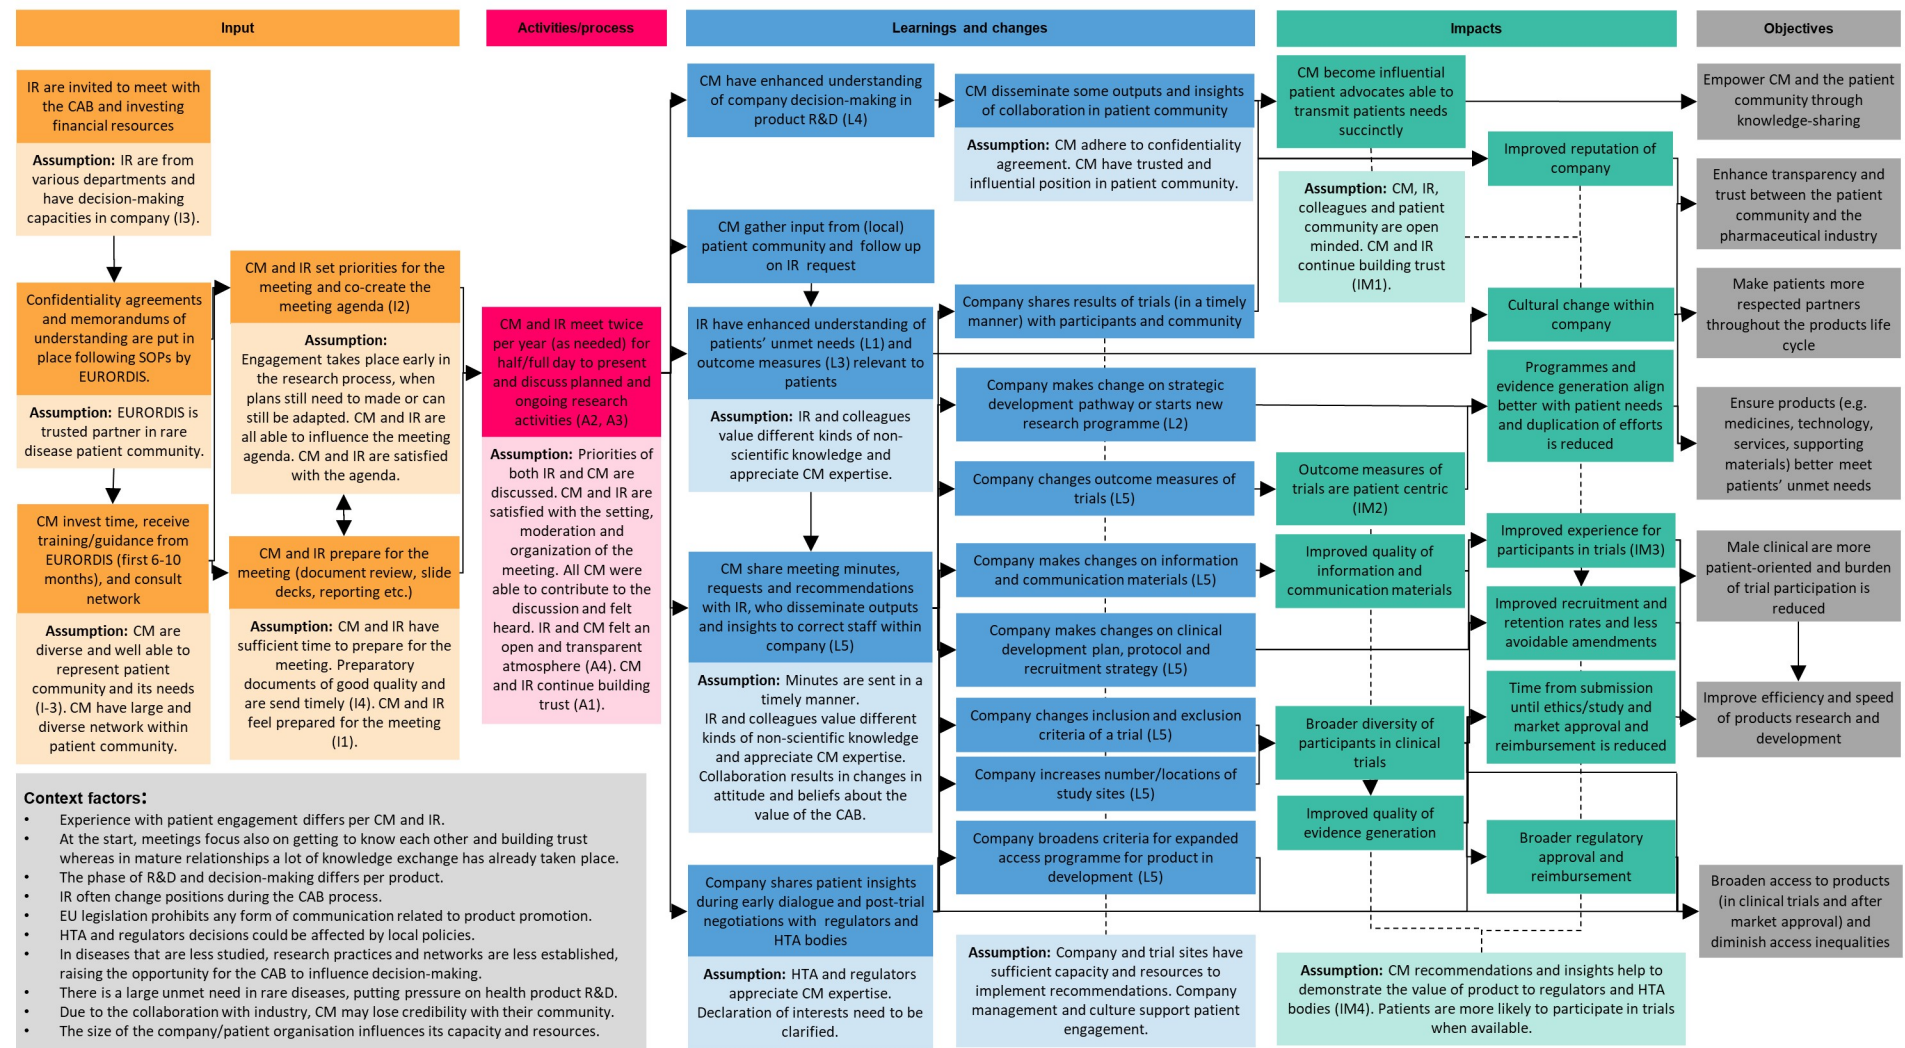 Input
Activities/process
Learnings and changes
Impacts
Objectives
IR are invited to meet with
the CAB and investing
financial resources
Assumption: IR are from
various departments and
have decision-making
capacities in company (I3).
Confidentiality agreements
and memorandums of
understanding are put in
place following SOPs by
EURORDIS.
Assumption: EURORDIS is
trusted partner in rare
disease patient community.
CM invest time, receive
training/guidance from
EURORDIS (first 6-10
months), and consult
network
Assumption: CM are
diverse and well able to
represent patient
community and its needs
(I-3). CM have large and
diverse network within
patient community.
CM and IR set priorities for the
meeting and co-create the
meeting agenda (I2)
Assumption:
Engagement takes place early in
the research process, when
plans still need to made or can
still be adapted. CM and IR are
all able to influence the meeting
agenda. CM and IR are satisfied
with the agenda.
CM and IR prepare for the
meeting (document review, slide
decks, reporting etc.)
Assumption: CM and IR have
sufficient time to prepare for the
meeting. Preparatory
documents of good quality and
are send timely (I4). CM and IR
feel prepared for the meeting
(I1).
CM and IR meet twice
per year (as needed) for
half/full day to present
and discuss planned and
ongoing research
activities (A2, A3)
Assumption: Priorities of
both IR and CM are
discussed. CM and IR are
satisfied with the setting,
moderation and
organization of the
meeting. All CM were
able to contribute to the
discussion and felt
heard. IR and CM felt an
open and transparent
atmosphere (A4). CM
and IR continue building
trust (A1).
CM have enhanced understanding
of company decision-making in
product R&D (L4)
CM gather input from (local)
patient community and follow up
on IR request
IR have enhanced understanding of
patients' unmet needs (L1) and
outcome measures (L3) relevant to
patients
Assumption: IR and colleagues
value different kinds of non-
scientific knowledge and
appreciate CM expertise.
CM share meeting minutes,
requests and recommendations
with IR, who disseminate outputs
and insights to correct staff within
company (L5)
Assumption: Minutes are sent in a
timely manner.
IR and colleagues value different
kinds of non-scientific knowledge
and appreciate CM expertise.
Collaboration results in changes in
attitude and beliefs about the
value of the CAB.
Company shares patient insights
during early dialogue and post-trial
negotiations with regulators and
HTA bodies
Assumption: HTA and regulators
appreciate CM expertise.
Declaration of interests need to be
clarified.
CM disseminate some outputs and insights
of collaboration in patient community
Assumption: CM adhere to confidentiality
agreement. CM have trusted and
influential position in patient community.
Company shares results of trials (in a timely
manner) with participants and community
Company makes change on strategic
development pathway or starts new
research programme (L2)
Company changes outcome measures of
trials (L5)
Company makes changes on information
and communication materials (L5)
Company makes changes on clinical
development plan, protocol and
recruitment strategy (L5)
Company changes inclusion and exclusion
criteria of a trial (L5)
Company increases number/locations of
study sites (L5)
Company broadens criteria for expanded
access programme for product in
development (L5)
Assumption: Company and trial sites have
sufficient capacity and resources to
implement recommendations. Company
management and culture support patient
engagement.
CM become influential
patient advocates able to
transmit patients needs
succinctly
Assumption: CM, IR,
colleagues and patient
community are open
minded. CM and IR
continue building trust
(IM1).
Outcome measures of
trials are patient centric
(IM2)
Improved quality of
information and
communication materials
Broader diversity of
participants in clinical
trials
Improved quality of
evidence generation
Improved reputation of
company
Cultural change within
company
Programmes and
evidence generation align
better with patient needs
and duplication of efforts
is reduced
Improved experience for
participants in trials (IM3)
Improved recruitment and
retention rates and less
avoidable amendments
Time from submission
until ethics/study and
market approval and
reimbursement is reduced
Broader regulatory
approval and
reimbursement
Assumption: CM recommendations and insights help to
demonstrate the value of product to regulators and HTA
bodies (IM4). Patients are more likely to participate in trials
when available.
Empower CM and the patient
community through
knowledge-sharing
Enhance transparency and
trust between the patient
community and the
pharmaceutical industry
Make patients more
respected partners
throughout the products life
cycle
Ensure products (e.g.
medicines, technology,
services, supporting
materials) better meet
patients' unmet needs
Male clinical are more
patient-oriented and burden
of trial participation is
reduced
Improve efficiency and speed
of products research and
development
Broaden access to products
(in clinical trials and after
market approval) and
diminish access inequalities
Context factors:
• Experience with patient engagement differs per CM and IR.
• At the start, meetings focus also on getting to know each other and building trust
whereas in mature relationships a lot of knowledge exchange has already taken place.
• The phase of R&D and decision-making differs per product.
• IR often change positions during the CAB process.
• EU legislation prohibits any form of communication related to product promotion.
• HTA and regulators decisions could be affected by local policies.
• In diseases that are less studied, research practices and networks are less established,
raising the opportunity for the CAB to influence decision-making.
• There is a large unmet need in rare diseases, putting pressure on health product R&D.
• Due to the collaboration with industry, CM may lose credibility with their community.
• The size of the company/patient organisation influences its capacity and resources.